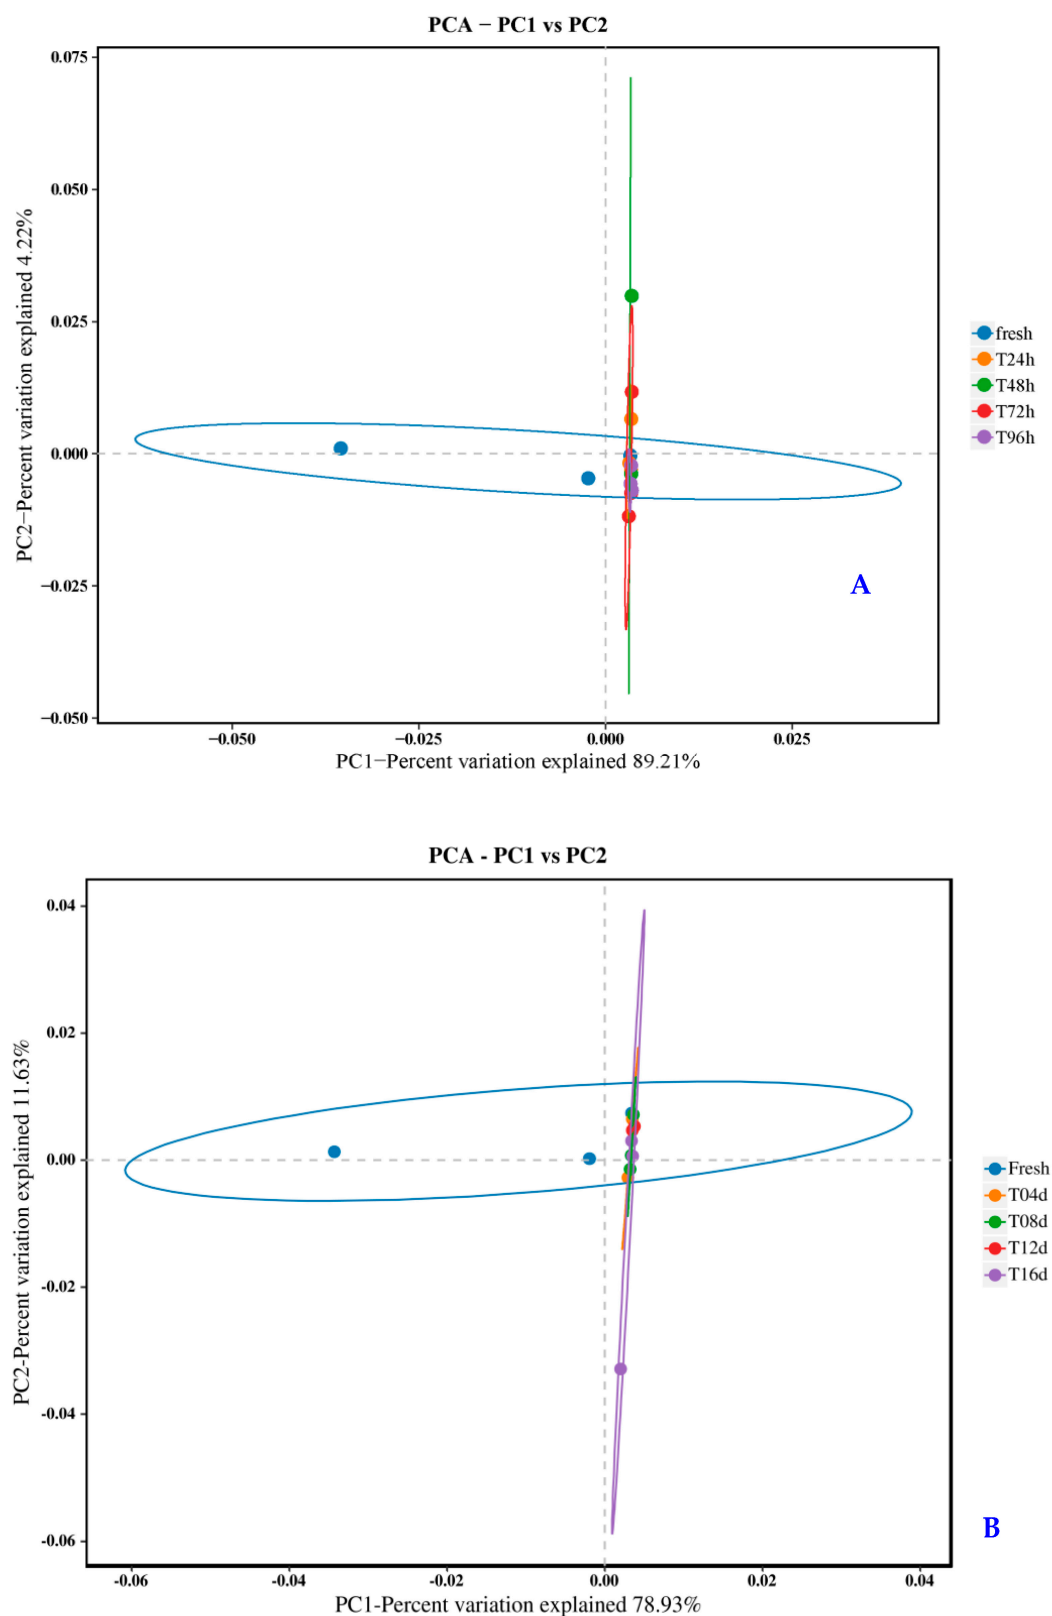 PCA − PC1 vs PC2
0.075
0.050
0.025
0.000
−0.025
−0.050
PC2−Percent variation explained 4.22%
−0.050
−0.025
0.000
0.025
PC1−Percent variation explained 89.21%
fresh
T24h
T48h
T72h
T96h
A
PCA - PC1 vs PC2
0.04
0.02
0.00
-0.02
-0.04
-0.06
PC2-Percent variation explained 11.63%
-0.06
-0.04
-0.02
0.00
0.02
0.04
PC1-Percent variation explained 78.93%
Fresh
T04d
T08d
T12d
T16d
B